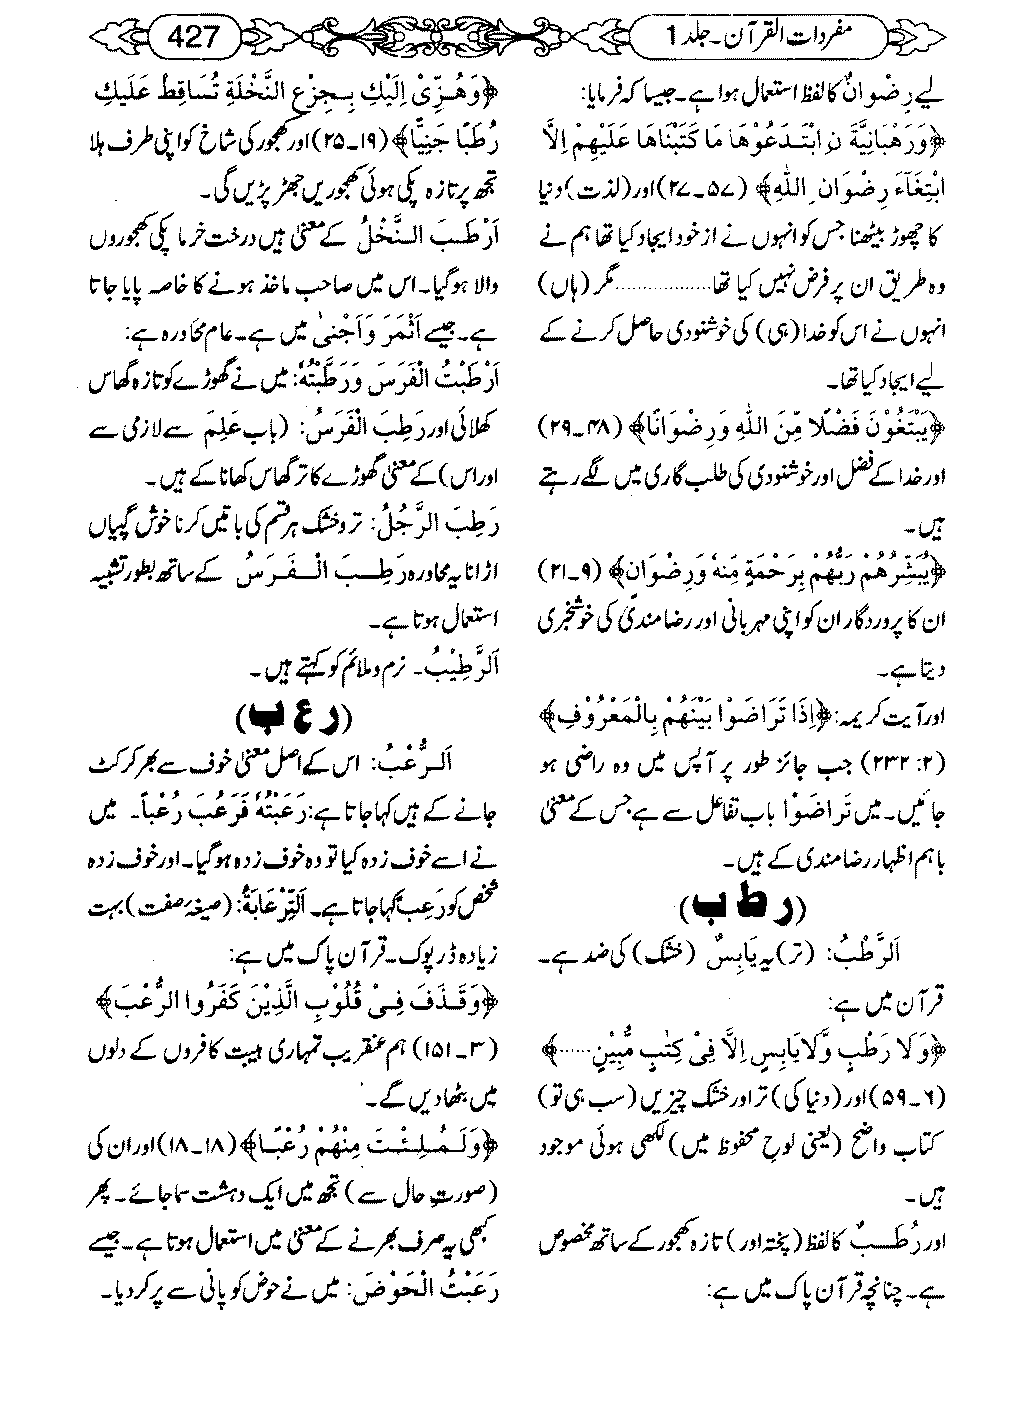 مفردات القرآن۔جلد 1
427
لیے رِضْوَانٌ کا لفظ استعمال ہوا ہے۔جیسا کہ فرمایا:
﴿وَرَهْبَانِيَّةَ نِ ابْتَدَعُوْهَا مَا كَتَبْنَاهَا عَلَيْهِمْ اِلَّا
ابْتِغَآءَ رِضْوَانِ اللّٰهِ﴾ (۵۷۔۲۷)اور(لذت)دنیا
کا چھوڑ بیٹھنا جس کو انہوں نے از خود ایجاد کیا تھا ہم نے
وہ طریق ان پر فرض نہیں کیا تھا..................مگر (ہاں)
انہوں نے اس کو خدا (ہی) کی خوشنودی حاصل کرنے کے
لیے ایجاد کیا تھا۔
﴿يَبْتَغُوْنَ فَضْلًا مِّنَ اللّٰهِ وَرِضْوَانًا﴾ (۴۸۔۲۹)
اور خدا کے فضل اور خوشنودی کی طلب گاری میں لگے رہتے
ہیں۔
﴿يُبَشِّرُهُمْ رَبُّهُمْ بِرَحْمَةٍ مِنْهُ وَرِضْوَانٍ﴾ (۹۔۲۱)
ان کا پروردگار ان کو اپنی مہربانی اور رضا مندی کی خوشخبری
دیتا ہے۔
اور آیت کریمہ:﴿اِذَا تَرَاضَوْا بَيْنَهُمْ بِالْمَعْرُوْفِ﴾
(۲: ۲۳۲) جب جائز طور پر آپس میں وہ راضی ہو
جائیں۔میں تَرَاضَوْا باب تفاعل سے ہے جس کے معنیٰ
باہم اظہار رضا مندی کے ہیں۔
(ر ط ب)
اَلرَّطْبُ: (تر)یہ يَابِسٌ (خشک)کی ضد ہے۔
قرآن میں ہے:
﴿وَلَا رَطْبٍ وَّلَا يَابِسٍ اِلَّا فِىْ كِتٰبٍ مُّبِيْنٍ......﴾
(۶۔۵۹)اور(دنیا کی)تر اور خشک چیزیں (سب ہی تو)
کتاب واضح (یعنی لوح محفوظ میں)لکھی ہوئی موجود
ہیں۔
اور رُطَبٌ کا لفظ (پختہ اور)تازہ کھجور کے ساتھ مخصوص
ہے۔چنانچہ قرآن پاک میں ہے:
﴿وَهُزِّىْ اِلَيْكِ بِجِزْعِ النَّخْلَةِ تُسَاقِطُ عَلَيْكِ
رُطَبًا جَنِيًّا﴾ (۱۹۔۲۵)اور کھجور کی شاخ کو اپنی طرف ہلا
تجھ پر تازہ پکی ہوئی کھجوریں جھڑ پڑیں گی۔
اَرْطَبَ النَّخْلُ کے معنیٰ ہیں درخت خرما پکی کھجوروں
والا ہو گیا۔اس میں صاحب ماخذ ہونے کا خاصہ پایا جاتا
ہے۔جیسے اَثْمَرَ وَاَجْنٰى میں ہے۔عام محاورہ ہے:
اَرْطَبْتُ الْفَرَسَ وَرَطَّبْتُهُ: میں نے گھوڑے کو تازہ گھاس
کھلائی اور رَطِبَ الْفَرَسُ: (باب عَلِمَ سے لازمی ہے
اور اس)کے معنیٰ گھوڑے کا تر گھاس کھانا کے ہیں۔
رَطِبَ الرَّجُلُ: تر و خشک ہر قسم کی باتیں کرنا خوش گپیاں
اڑانا یہ محاورہ رَطِبَ الْفَرَسُ کے ساتھ بطور تشبیہ
استعمال ہوتا ہے۔
اَلرَّطِيْبُ۔ نرم و ملائم کو کہتے ہیں۔
(ر ع ب)
اَلرُّعْبُ: اس کے اصل معنیٰ خوف سے بھر کر کٹ
جانے کے ہیں کہا جاتا ہے:رَعَبْتُهُ فَرَعَبَ رُعْباً۔ میں
نے اسے خوف زدہ کیا تو وہ خوف زدہ ہو گیا۔اور خوف زدہ
شخص کو رَعِب کہا جاتا ہے۔ اَلتِّرْعَابَةُ: (صیغہ صفت)بہت
زیادہ ڈرپوک۔قرآن پاک میں ہے:
﴿وَقَذَفَ فِىْ قُلُوْبِ الَّذِيْنَ كَفَرُوا الرُّعْبَ﴾
(۳۔۱۵۱)ہم عنقریب تمہاری ہیبت کافروں کے دلوں
میں بٹھا دیں گے۔
﴿وَلَمُلِئْتَ مِنْهُمْ رُعْبًا﴾(۱۸۔۱۸)اور ان کی
(صورتِ حال سے)تجھ میں ایک دہشت سما جائے۔ پھر
کبھی یہ صرف بھرنے کے معنیٰ میں استعمال ہوتا ہے۔جیسے
رَعَبْتُ الْحَوْضَ: میں نے حوض کو پانی سے پر کر دیا۔